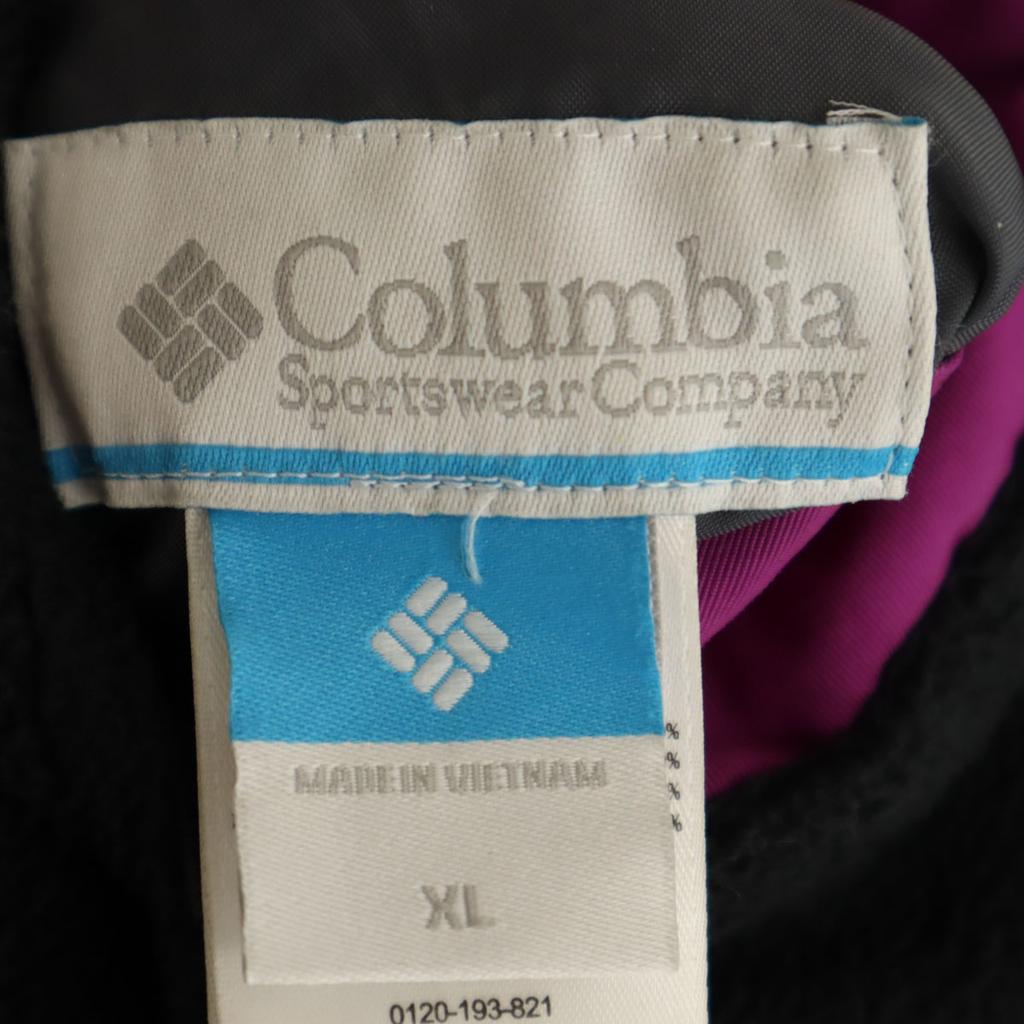 Columbia
Sportswear Company
MADE IN VIETNAM
XL
%
%
%
%
0120-193-821